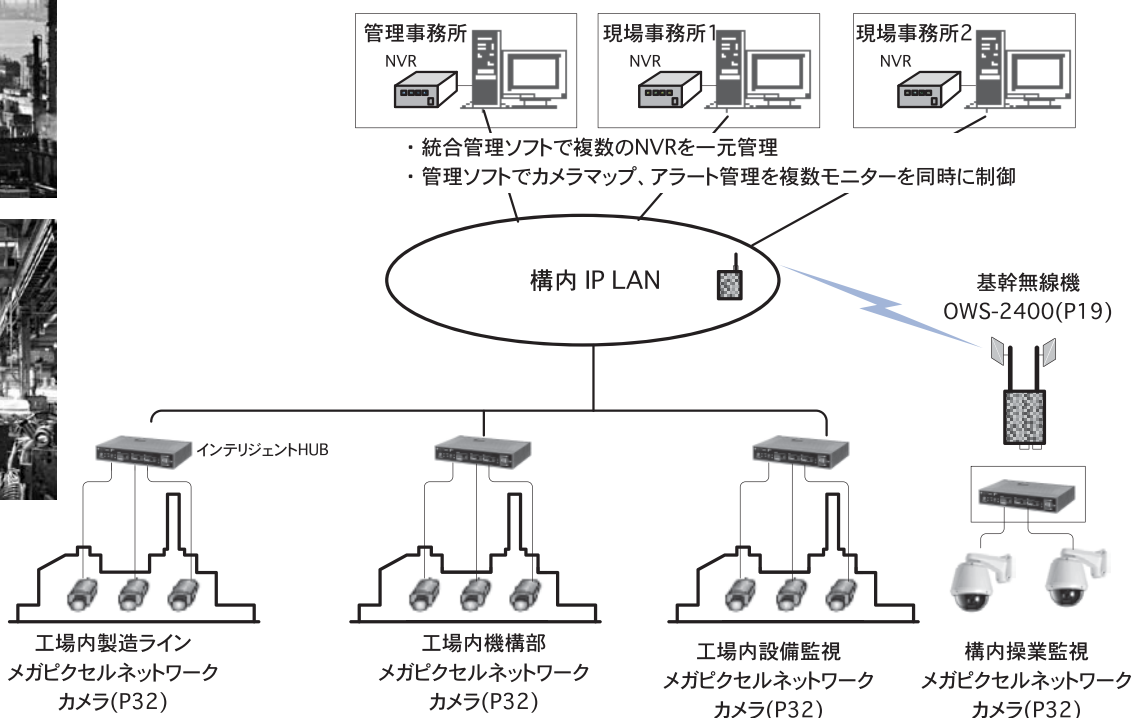 管理事務所
NVR
現場事務所1
NVR
現場事務所2
NVR
・統合管理ソフトで複数のNVRを一元管理
・管理ソフトでカメラマップ、アラート管理を複数モニターを同時に制御
構内 IP LAN
基幹無線機
OWS-2400(P19)
インテリジェントHUB
工場内製造ライン
メガピクセルネットワーク
カメラ(P32)
工場内機構部
メガピクセルネットワーク
カメラ(P32)
工場内設備監視
メガピクセルネットワーク
カメラ(P32)
構内操業監視
メガピクセルネットワーク
カメラ(P32)